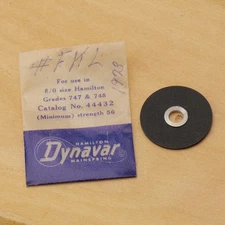 For use in
8/0 size Hamilton
Grades 747 & 748
Catalog No. 44432
(Minimum) strength 56
HAMILTON
Dynavar
MAINSPRING